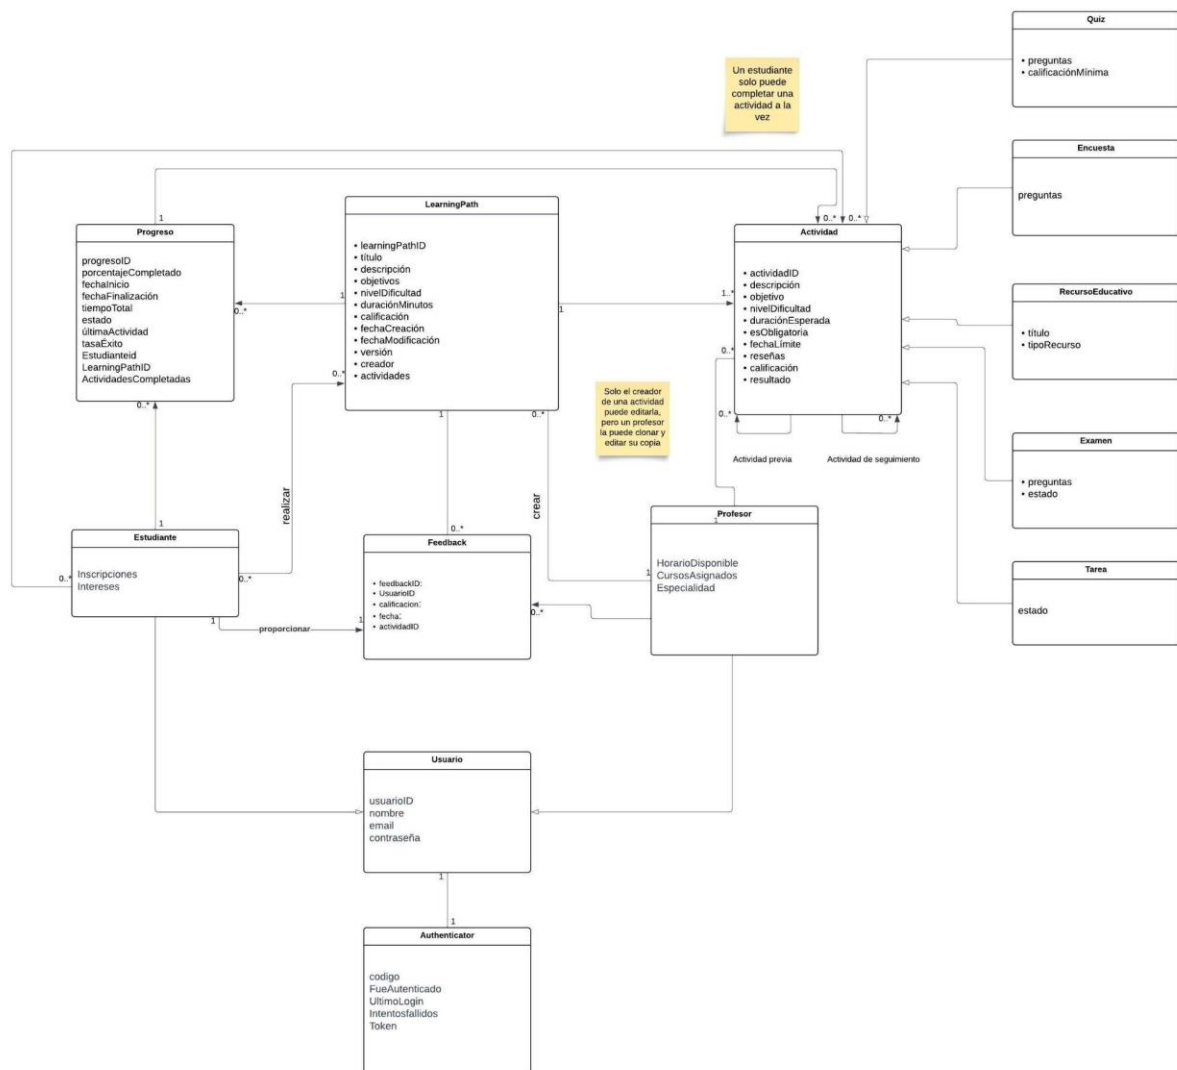 Quiz
• preguntas
• calificaciónMínima
Un estudiante
solo puede
completar una
actividad a la
vez
Encuesta
preguntas
LearningPath
• learningPathID
• título
• descripción
• objetivos
• nivelDificultad
• duraciónMinutos
• calificación
• fechaCreación
• fechaModificación
• versión
• creador
• actividades
1
0..*
0..*
Progreso
progresoID
porcentajeCompletado
fechaInicio
fechaFinalización
tiempoTotal
estado
últimaActividad
tasaÉxito
Estudianteid
LearningPathID
ActividadesCompletadas
Actividad
• actividadID
• descripción
• objetivo
• nivelDificultad
• duraciónEsperada
• esObligatoria
• fechaLímite
• reseñas
• calificación
• resultado
RecursoEducativo
• título
• tipoRecurso
1
0..*
1
1..*
0..*
0..*
0..*
1
0..*
Solo el creador
de una actividad
puede editarla,
pero un profesor
la puede clonar y
editar su copia
0..*
0..*
Actividad previa
Actividad de seguimiento
Examen
• preguntas
• estado
realizar
crear
1
0..*
Estudiante
Inscripciones
Intereses
0..*
0..*
1
Feedback
• feedbackID:
• UsuarioID
• calificacion:
• fecha:
• actividadID
1
proporcionar
Profesor
1
HorarioDisponible
CursosAsignados
Especialidad
1
0..*
Tarea
estado
Usuario
usuarioID
nombre
email
contraseña
1
1
Authenticator
codigo
FueAutenticado
UltimoLogin
Intentosfallidos
Token